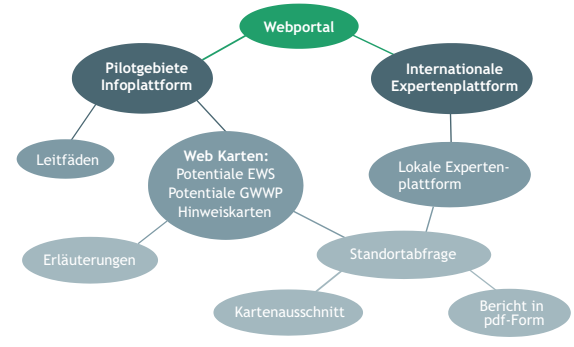 Webportal
Pilotgebiete
Infoplattform
Internationale
Expertenplattform
Leitfäden
Web Karten:
Potentiale EWS
Potentiale GWWP
Hinweiskarten
Lokale Experten-
plattform
Erläuterungen
Standortabfrage
Kartenausschnitt
Bericht in
pdf-Form